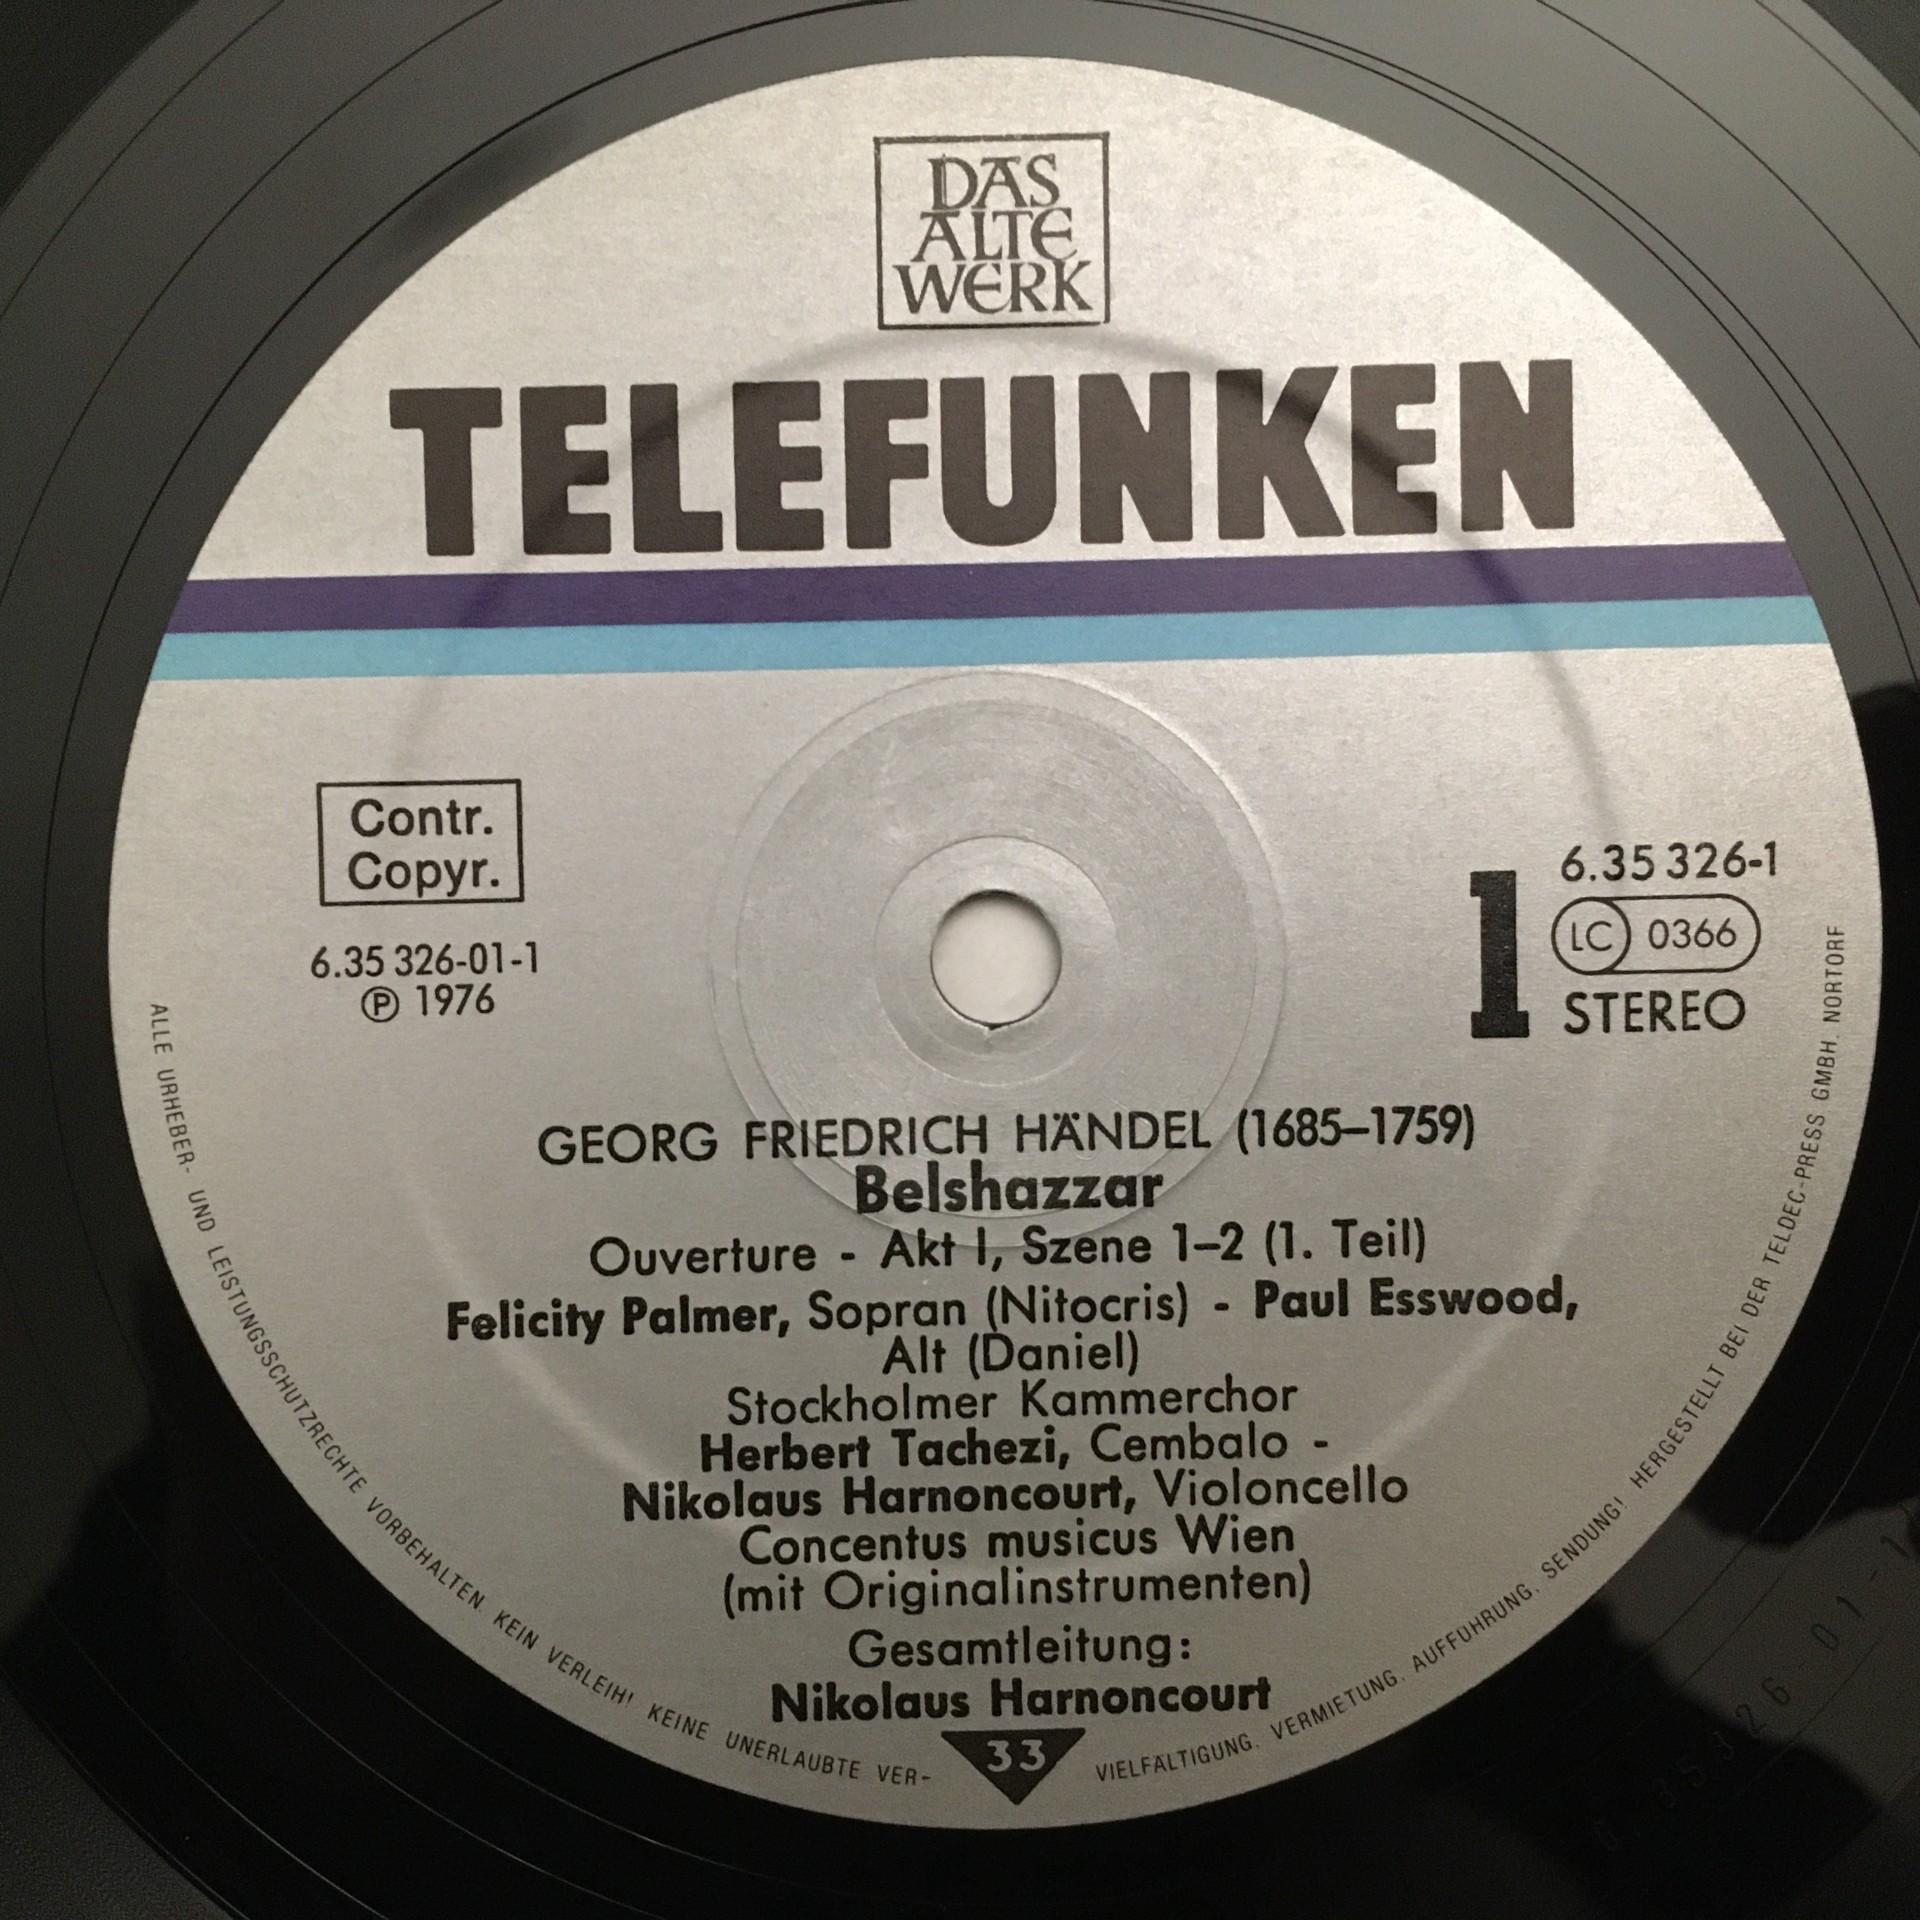 DAS
ALTE
WERK
TELEFUNKEN
Contr.
Copyr.
6.35 326-01-1
℗ 1976
1
6.35 326-1
LC 0366
STEREO
GEORG FRIEDRICH HÄNDEL (1685–1759)
Belshazzar
Ouverture - Akt I, Szene 1–2 (1. Teil)
Felicity Palmer, Sopran (Nitocris) - Paul Esswood,
Alt (Daniel)
Stockholmer Kammerchor
Herbert Tachezi, Cembalo -
Nikolaus Harnoncourt, Violoncello
Concentus musicus Wien
(mit Originalinstrumenten)
Gesamtleitung:
Nikolaus Harnoncourt
33
ALLE URHEBER- UND LEISTUNGSSCHUTZRECHTE VORBEHALTEN. KEIN VERLEIH! KEINE UNERLAUBTE VER-
VIELFÄLTIGUNG, VERMIETUNG, AUFFÜHRUNG, SENDUNG! HERGESTELLT BEI DER TELDEC-PRESS GMBH. NORTORF
35326-01-1